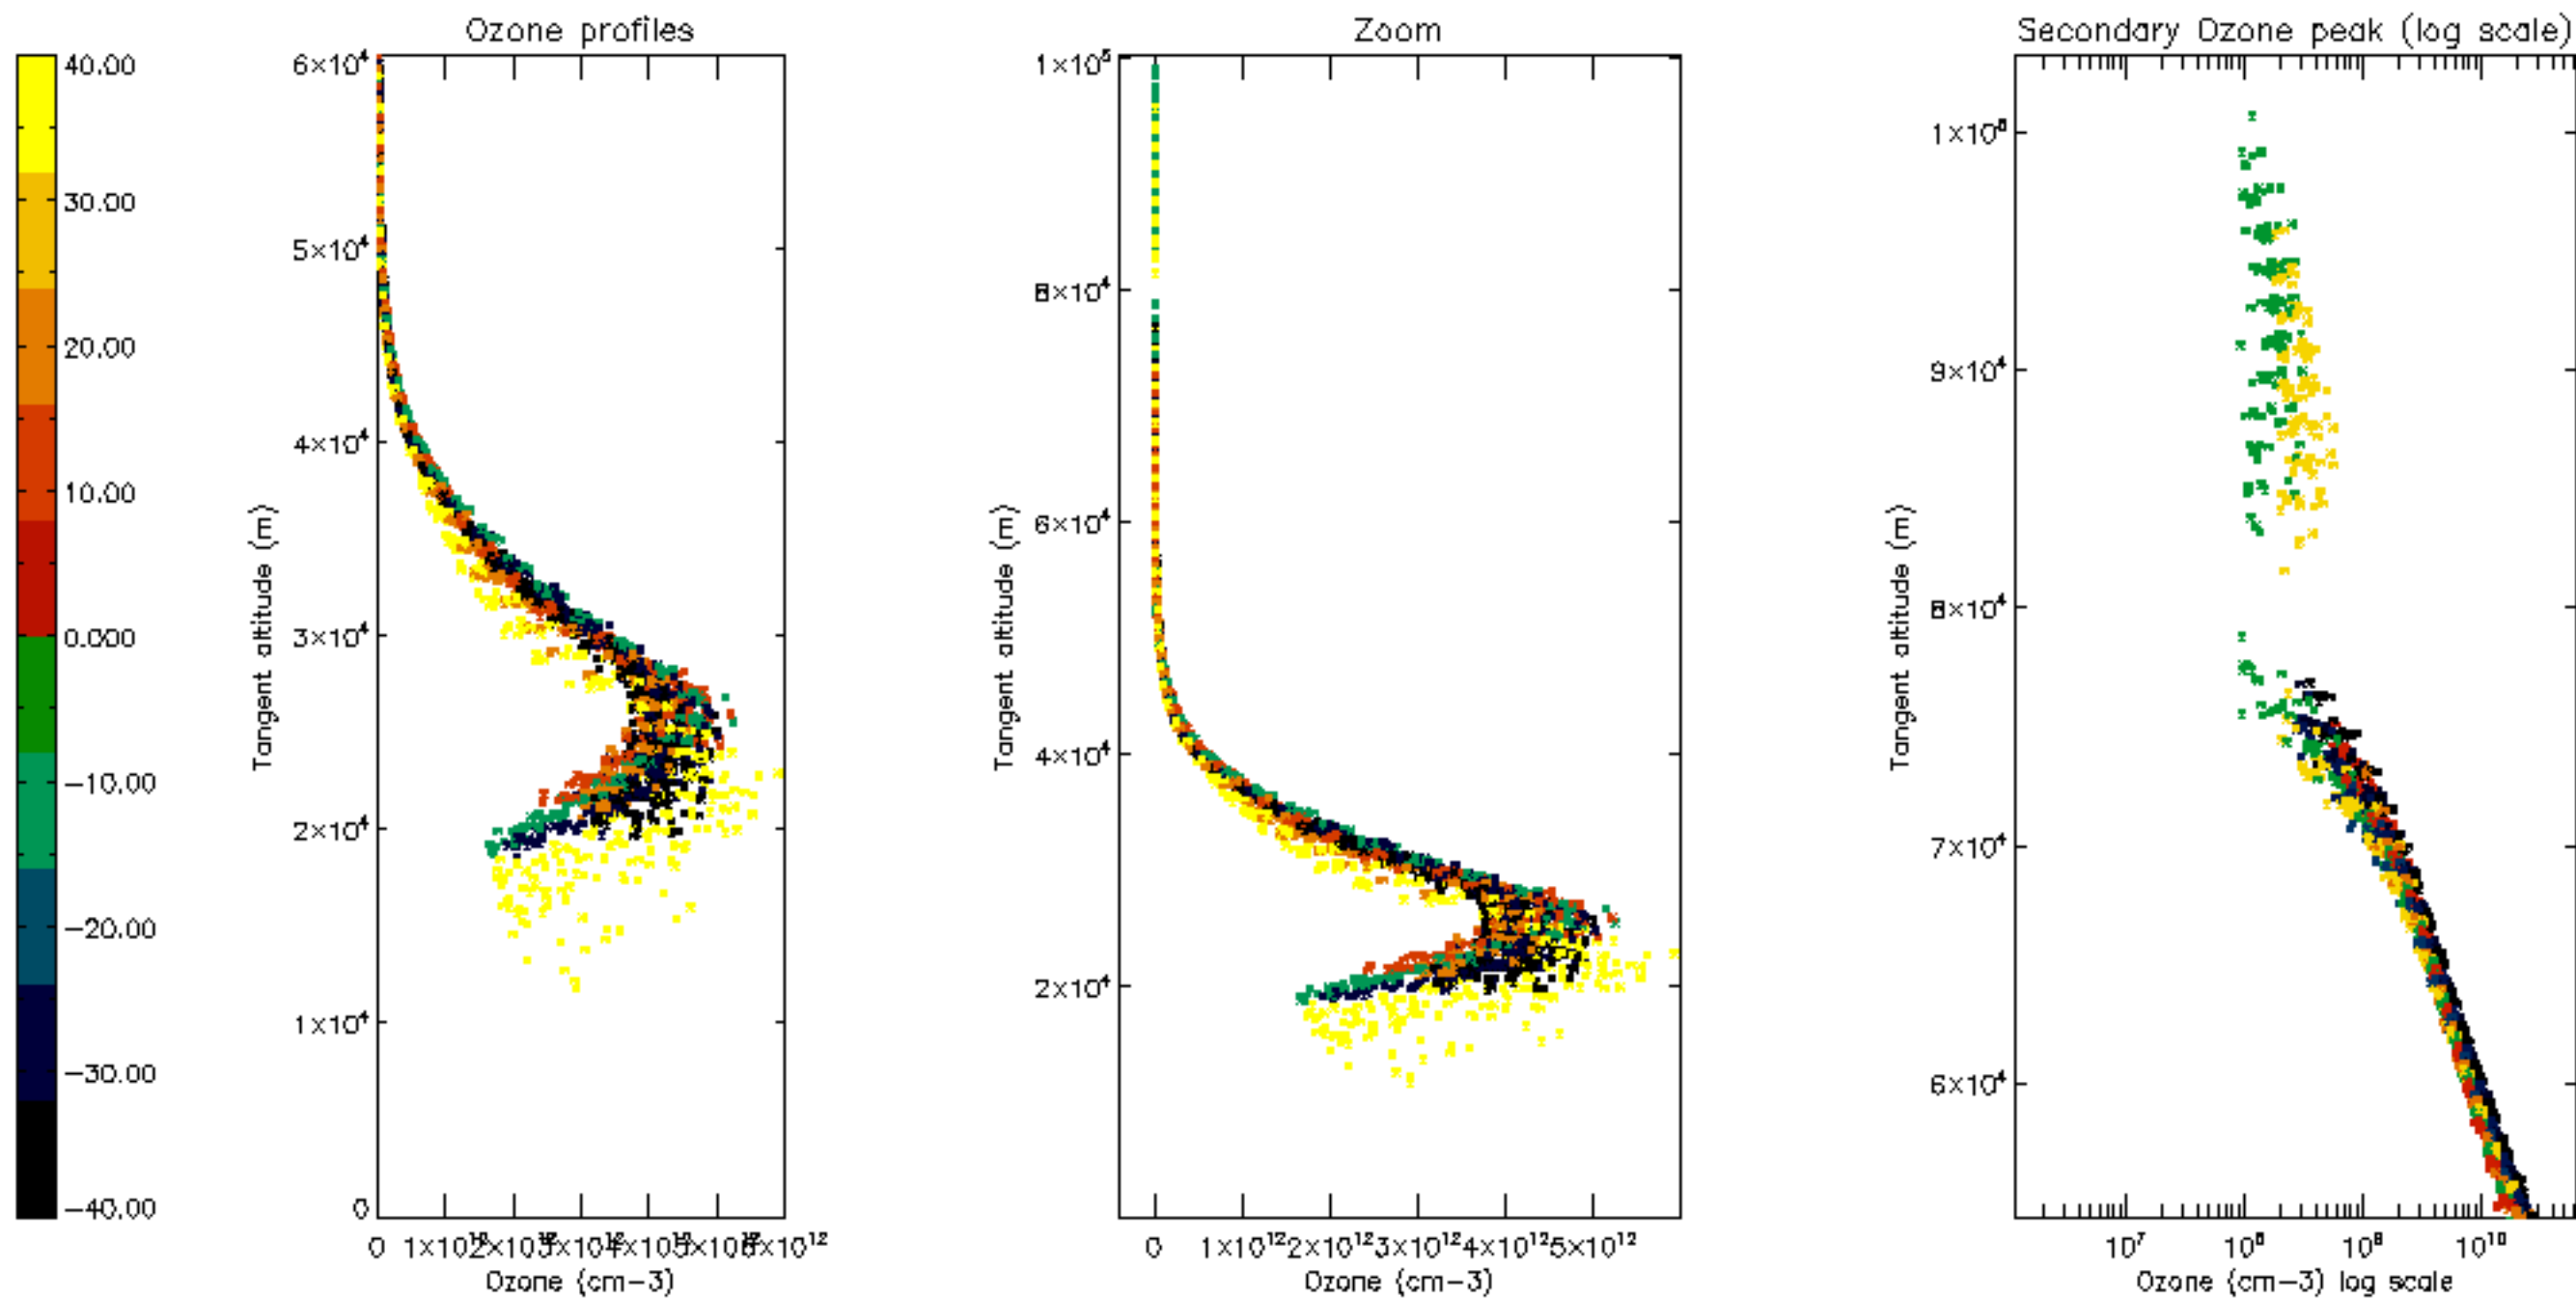 Ozone profiles
Zoom
Secondary Ozone peak (log scale)
40.00
30.00
20.00
10.00
-10.00
-20.00
-30.00
-40.00
Tangent altitude (m)
6×10⁴
5×10⁴
4×10⁴
3×10⁴
2×10⁴
1×10⁴
0
0
Ozone (cm-3)
Tangent altitude (m)
1×10⁵
8×10⁴
6×10⁴
4×10⁴
2×10⁴
0 1×10¹² 2×10¹² 3×10¹² 4×10¹² 5×10¹²
Ozone (cm-3)
Tangent altitude (m)
9×10⁴
8×10⁴
7×10⁴
6×10⁴
10⁷ 10⁸ 10⁹ 10¹⁰
Ozone (cm-3) log scale